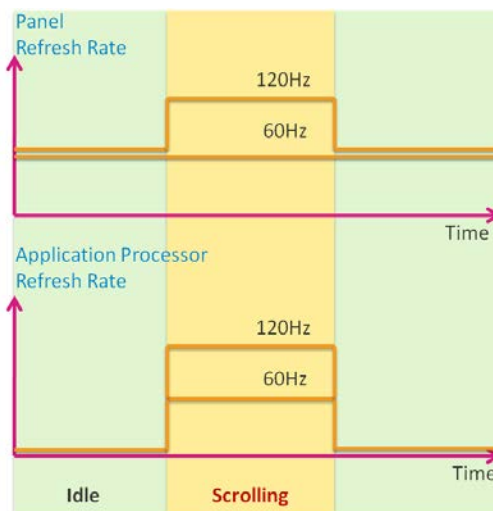 Panel
Refresh Rate
120Hz
60Hz
Time
Application Processor
Refresh Rate
120Hz
60Hz
Time
Idle
Scrolling